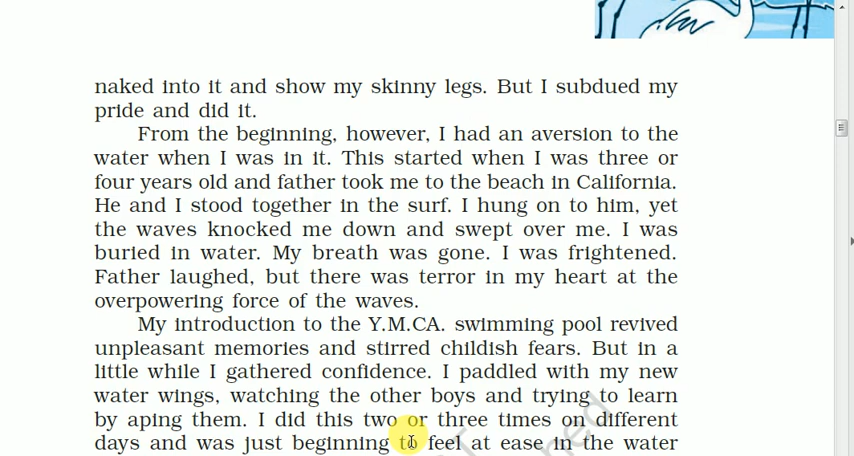 naked into it and show my skinny legs. But I subdued my
pride and did it.
From the beginning, however, I had an aversion to the
water when I was in it. This started when I was three or
four years old and father took me to the beach in California.
He and I stood together in the surf. I hung on to him, yet
the waves knocked me down and swept over me. I was
buried in water. My breath was gone. I was frightened.
Father laughed, but there was terror in my heart at the
overpowering force of the waves.
My introduction to the Y.M.CA. swimming pool revived
unpleasant memories and stirred childish fears. But in a
little while I gathered confidence. I paddled with my new
water wings, watching the other boys and trying to learn
by aping them. I did this two or three times on different
days and was just beginning to feel at ease in the water